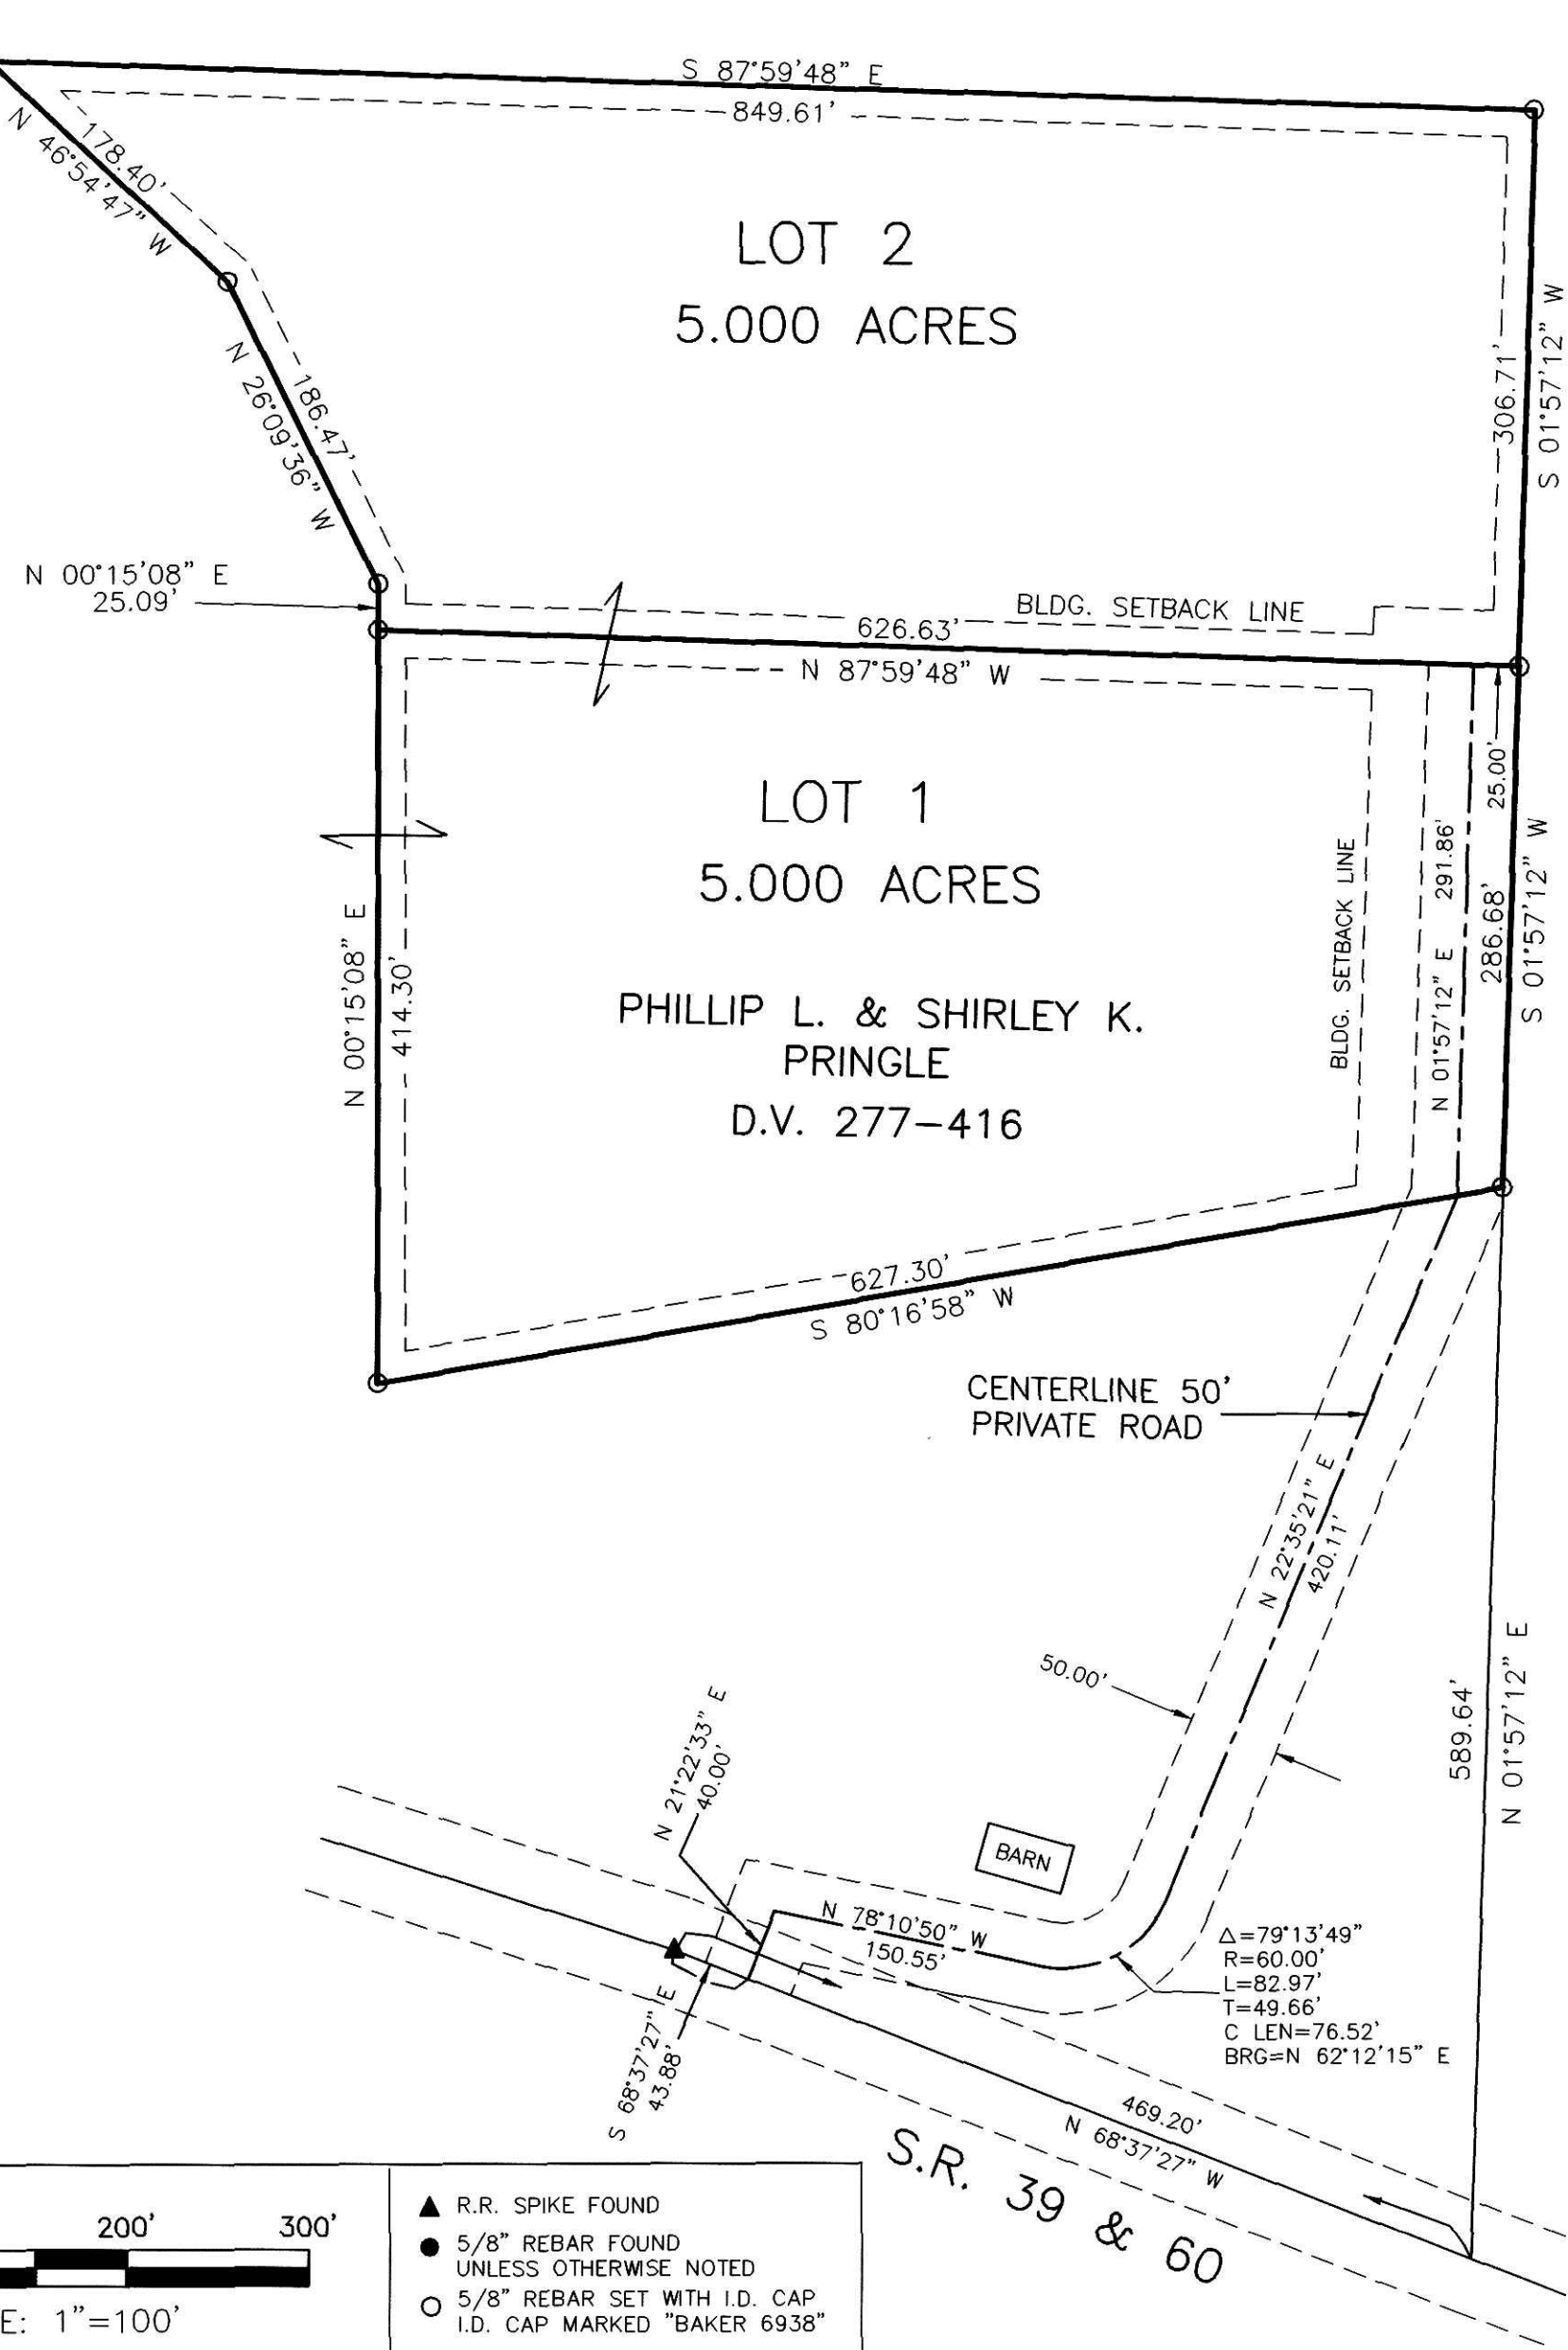 S 87°59'48" E
849.61'
N 46°54'47" W
178.40'
LOT 2
5.000 ACRES
N 26°09'36" W
186.47'
306.71'
S 01°57'12" W
N 00°15'08" E
25.09'
BLDG. SETBACK LINE
626.63'
N 87°59'48" W
25.00'
LOT 1
5.000 ACRES
PHILLIP L. & SHIRLEY K.
PRINGLE
D.V. 277-416
N 00°15'08" E
414.30'
BLDG. SETBACK LINE
N 01°57'12" E 291.86'
286.68'
S 01°57'12" W
627.30'
S 80°16'58" W
CENTERLINE 50'
PRIVATE ROAD
N 22°35'21" E
420.11'
50.00'
589.64'
N 01°57'12" E
N 21°22'33" E
40.00'
BARN
N 78°10'50" W
150.55'
Δ=79°13'49"
R=60.00'
L=82.97'
T=49.66'
C LEN=76.52'
BRG=N 62°12'15" E
S 68°37'27" E
43.88'
469.20'
N 68°37'27" W
S.R. 39 & 60
200' 300'
E: 1"=100'
R.R. SPIKE FOUND
5/8" REBAR FOUND
UNLESS OTHERWISE NOTED
5/8" REBAR SET WITH I.D. CAP
I.D. CAP MARKED "BAKER 6938"